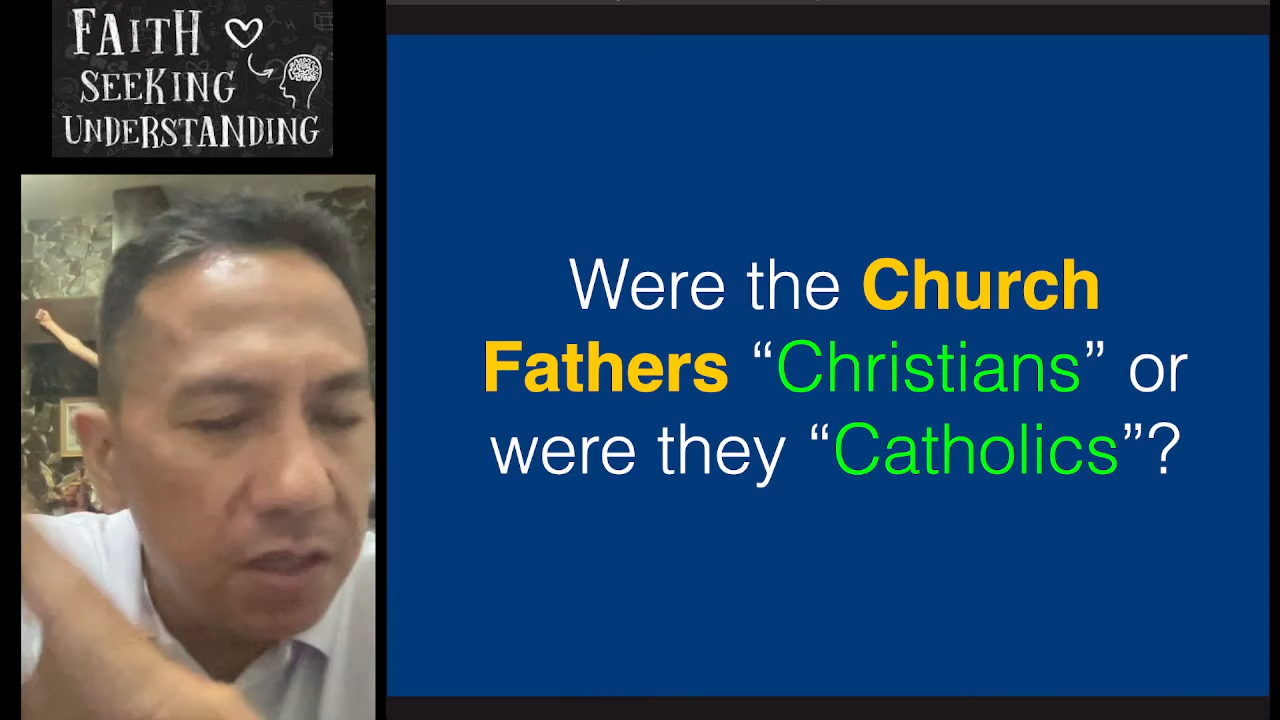 FAITH
SEEKING
UNDERSTANDING
Were the Church
Fathers “Christians” or
were they “Catholics”?